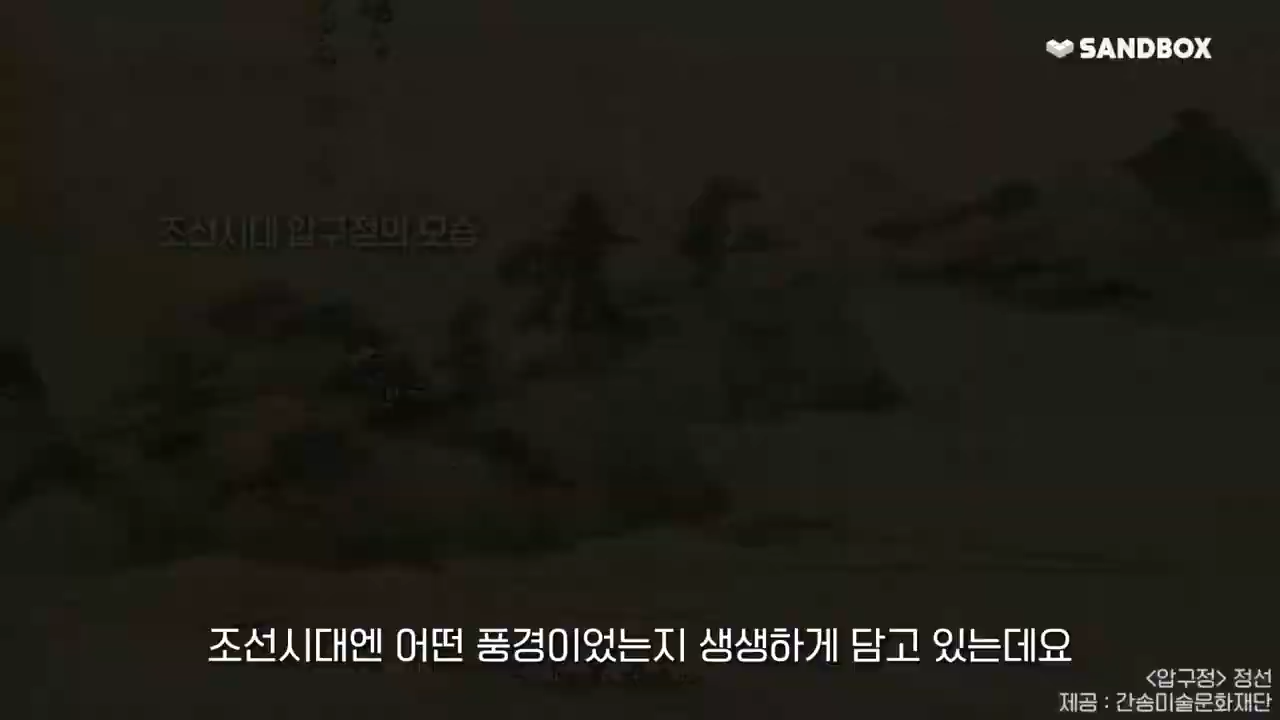 SANDBOX
조선시대 압구정의 모습
조선시대엔 어떤 풍경이었는지 생생하게 담고 있는데요
<압구정> 정선
제공 : 간송미술문화재단